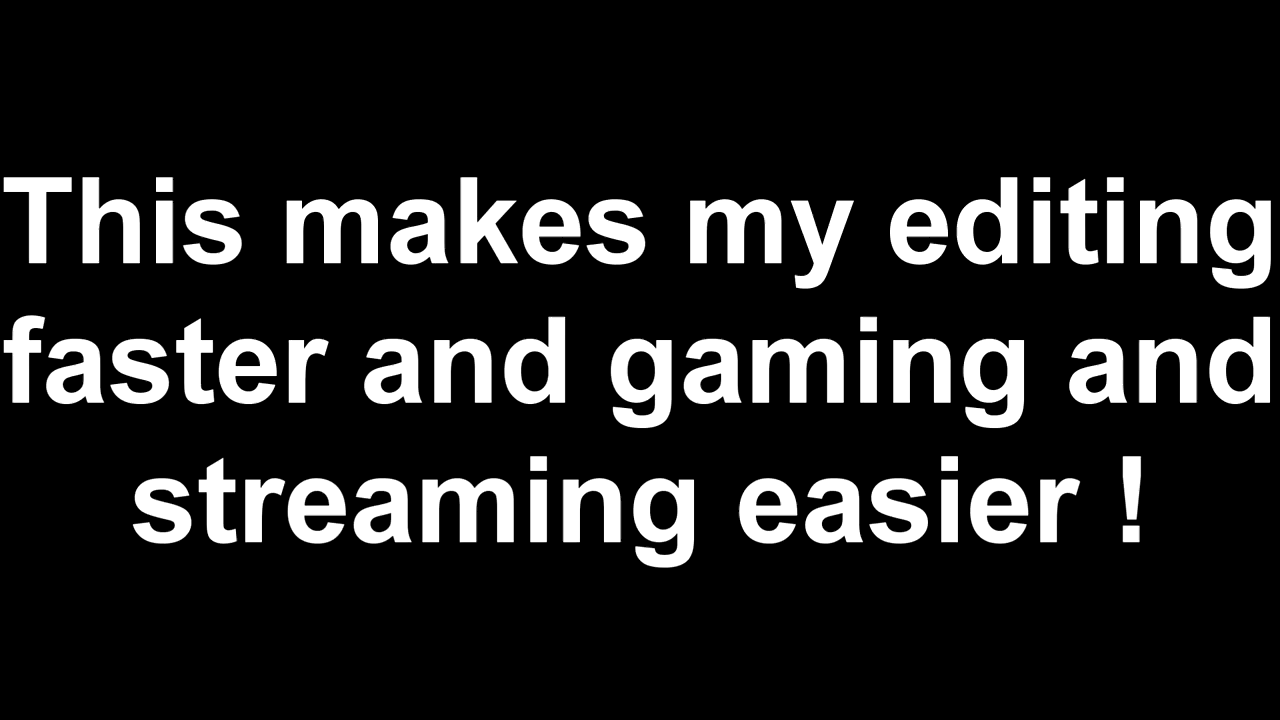 This makes my editing
faster and gaming and
streaming easier !